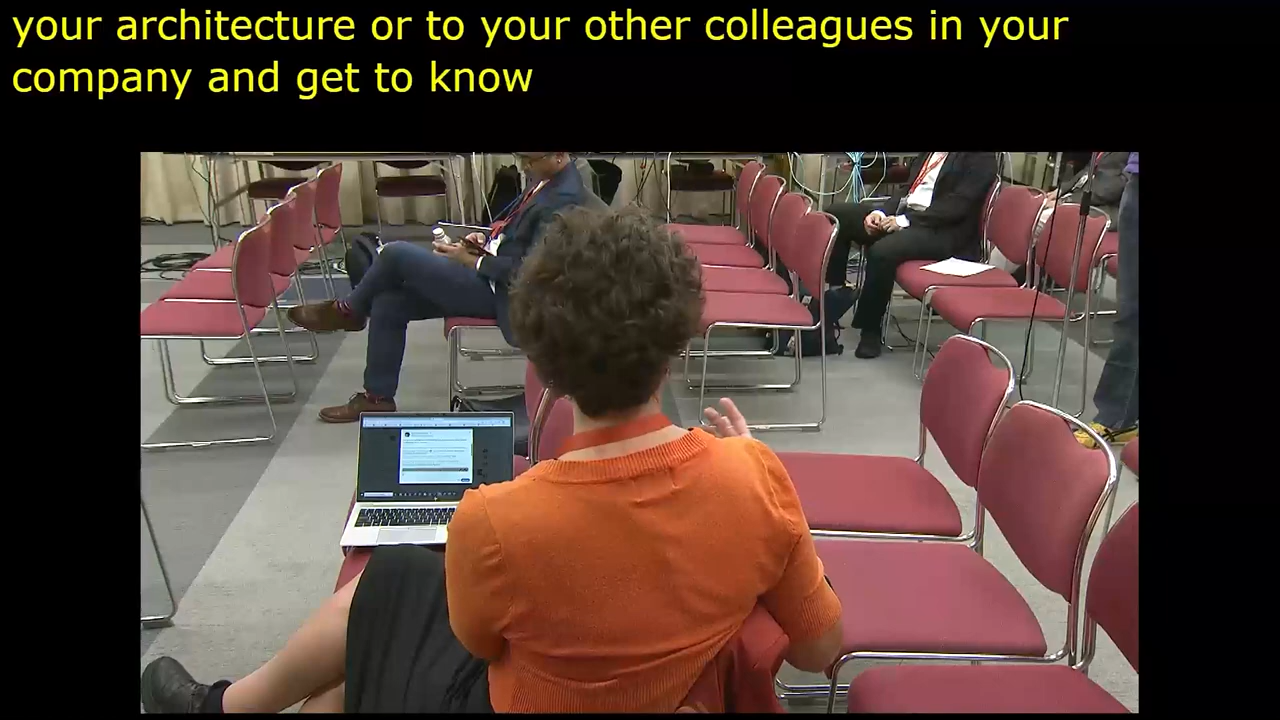 your architecture or to your other colleagues in your
company and get to know